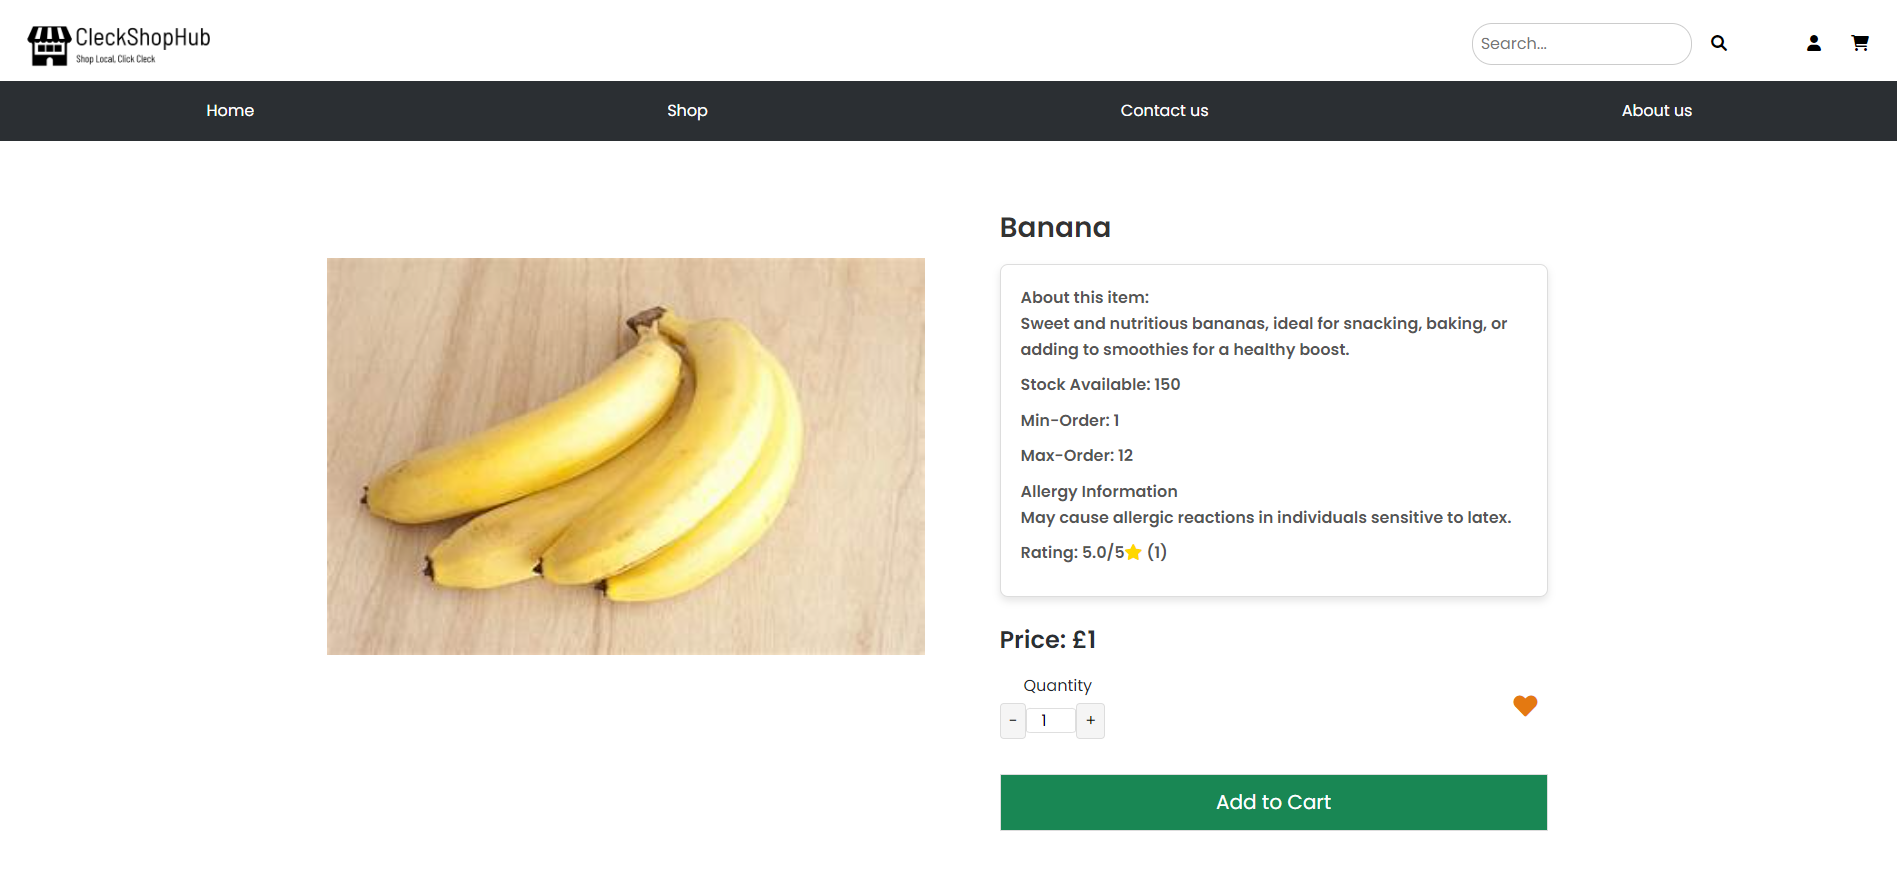 CleckShopHub
Shop Local, Click Cleck
Search...
Home
Shop
Contact us
About us
Banana
About this item:
Sweet and nutritious bananas, ideal for snacking, baking, or
adding to smoothies for a healthy boost.
Stock Available: 150
Min-Order: 1
Max-Order: 12
Allergy Information
May cause allergic reactions in individuals sensitive to latex.
Rating: 5.0/5⭐ (1)
Price: £1
Quantity
- 1 +
Add to Cart